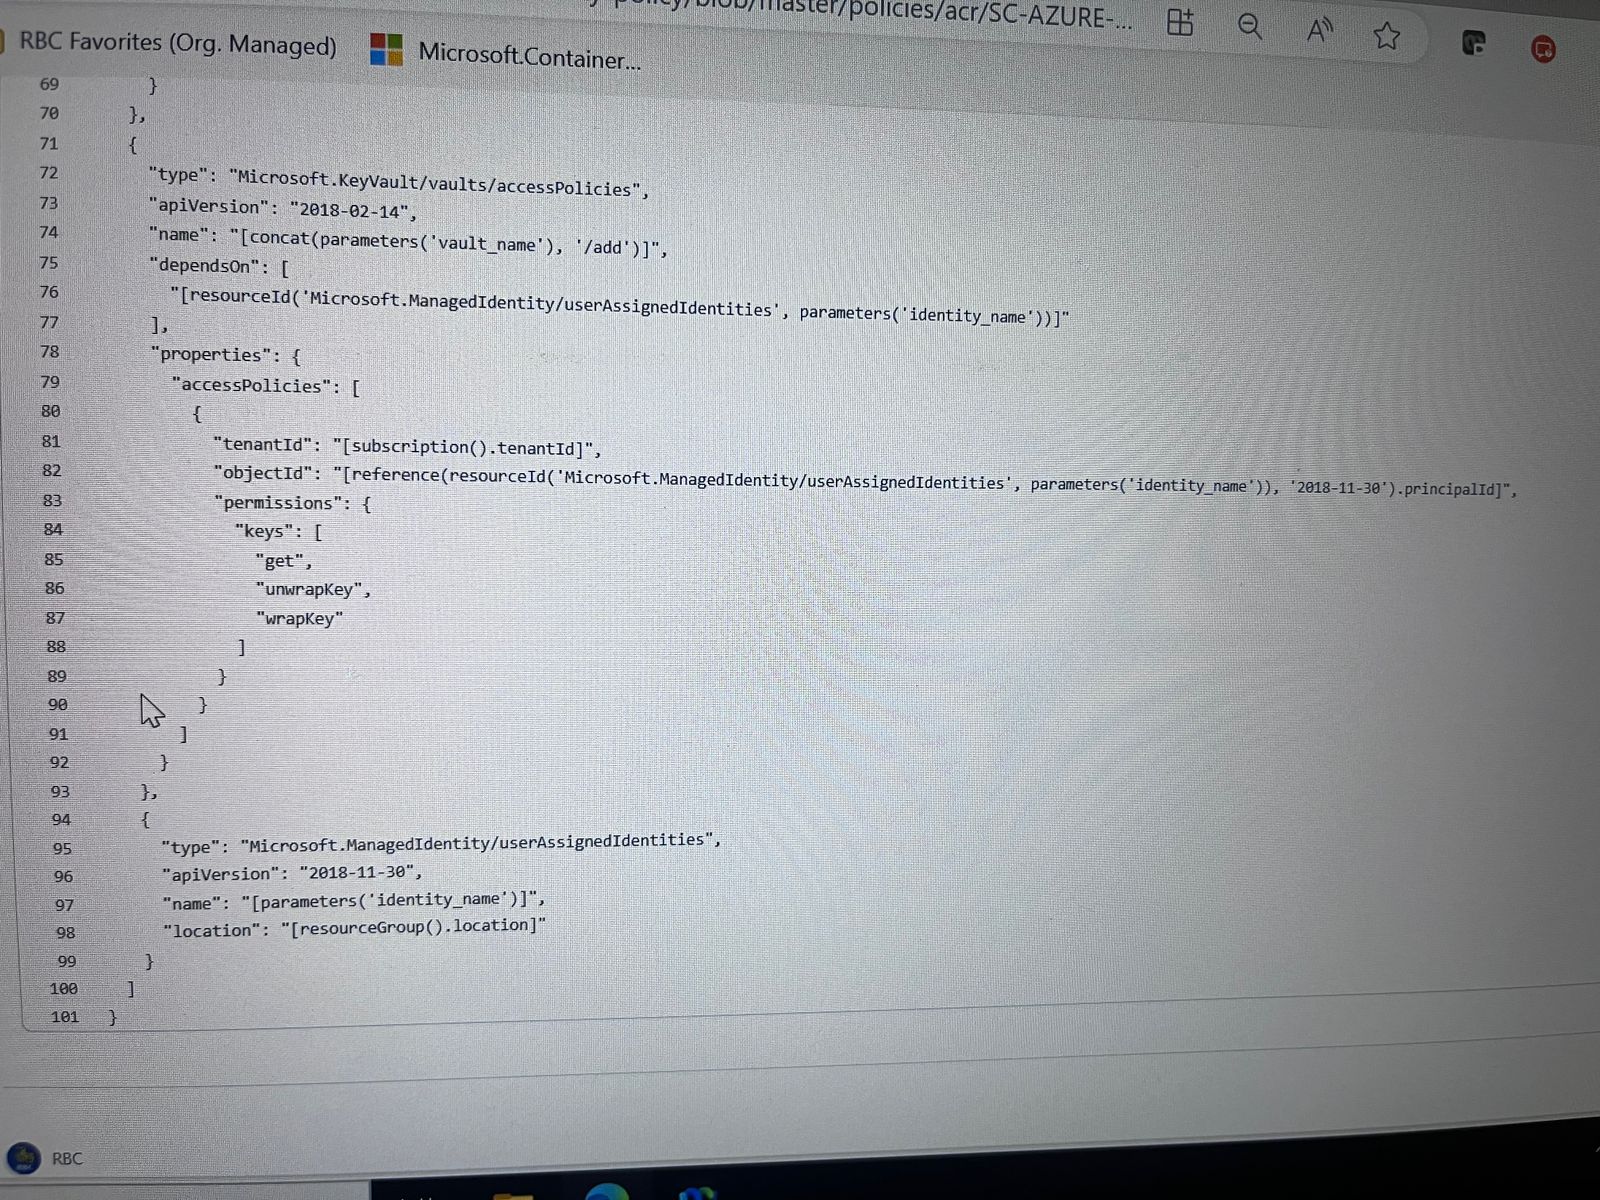 /blob/master/policies/acr/SC-AZURE-...
RBC Favorites (Org. Managed) Microsoft.Container...
69 }
70 },
71 {
72 "type": "Microsoft.KeyVault/vaults/accessPolicies",
73 "apiVersion": "2018-02-14",
74 "name": "[concat(parameters('vault_name'), '/add')]",
75 "dependsOn": [
76 "[resourceId('Microsoft.ManagedIdentity/userAssignedIdentities', parameters('identity_name'))]"
77 ],
78 "properties": {
79 "accessPolicies": [
80 {
81 "tenantId": "[subscription().tenantId]",
82 "objectId": "[reference(resourceId('Microsoft.ManagedIdentity/userAssignedIdentities', parameters('identity_name')), '2018-11-30').principalId]",
83 "permissions": {
84 "keys": [
85 "get",
86 "unwrapKey",
87 "wrapKey"
88 ]
89 }
90 }
91 ]
92 }
93 },
94 {
95 "type": "Microsoft.ManagedIdentity/userAssignedIdentities",
96 "apiVersion": "2018-11-30",
97 "name": "[parameters('identity_name')]",
98 "location": "[resourceGroup().location]"
99 }
100 ]
101 }
RBC